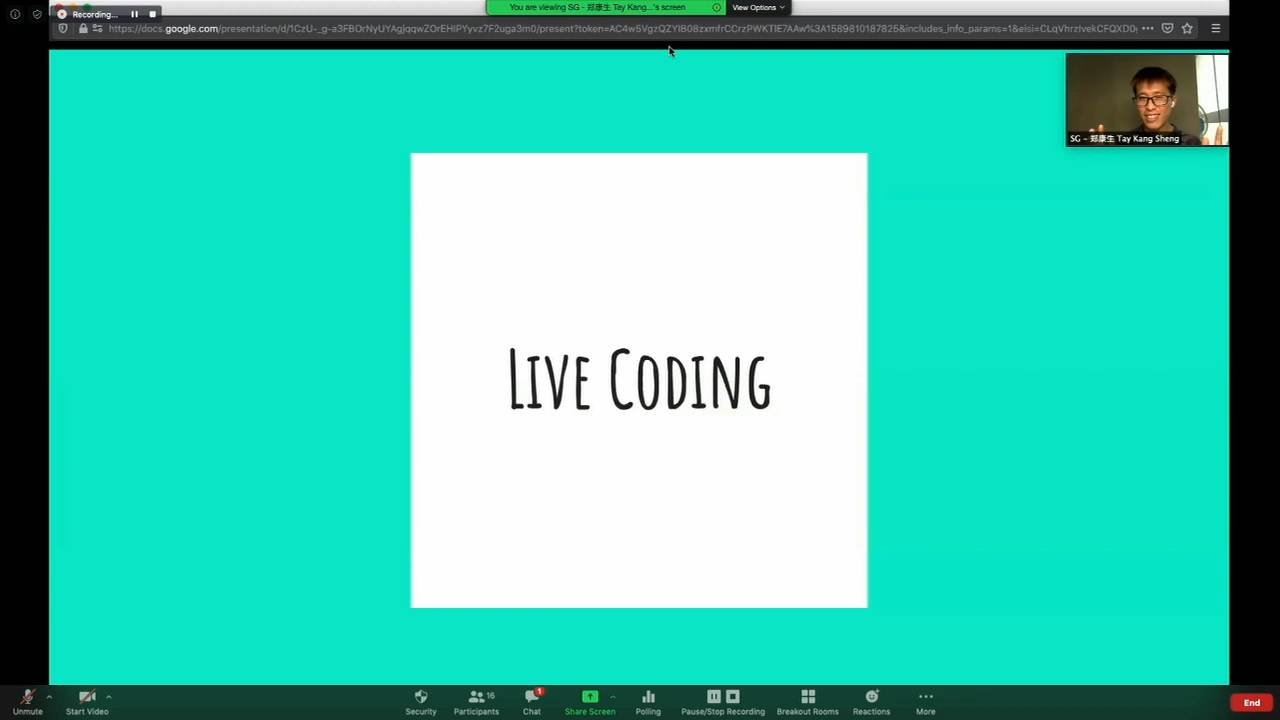 Recording...
You are viewing SG - 郑康生 Tay Kang...'s screen
View Options
SG - 郑康生 Tay Kang Sheng
Live Coding
Unmute
Start Video
Security
Participants
16
Chat
1
Share Screen
Polling
Pause/Stop Recording
Breakout Rooms
Reactions
More
End